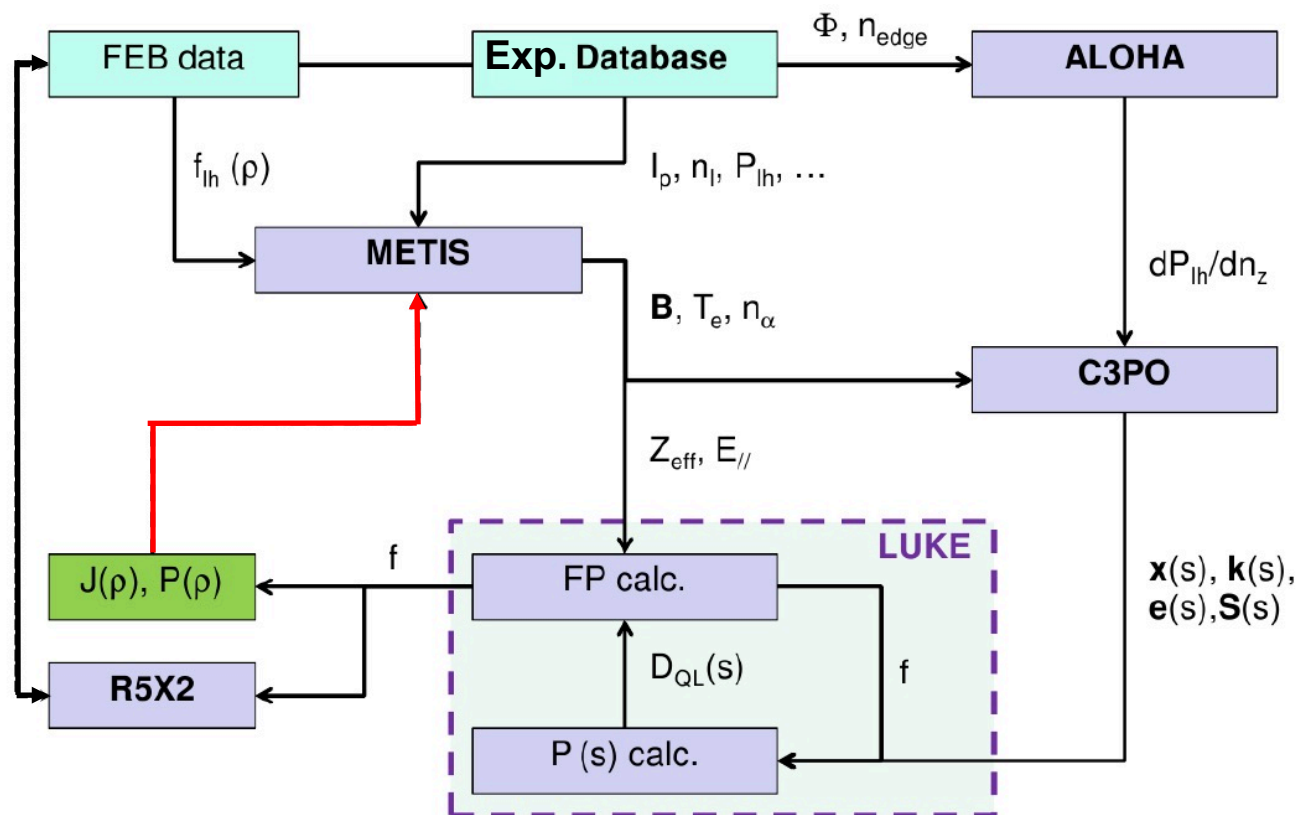 FEB data
Exp. Database
Φ, n_edge
ALOHA
f_lh (ρ)
I_p, n_l, P_lh, …
METIS
dP_lh/dn_z
B, T_e, n_α
C3PO
Z_eff, E_//
LUKE
J(ρ), P(ρ)
f
FP calc.
x(s), k(s),
e(s),S(s)
R5X2
D_QL(s)
f
P (s) calc.